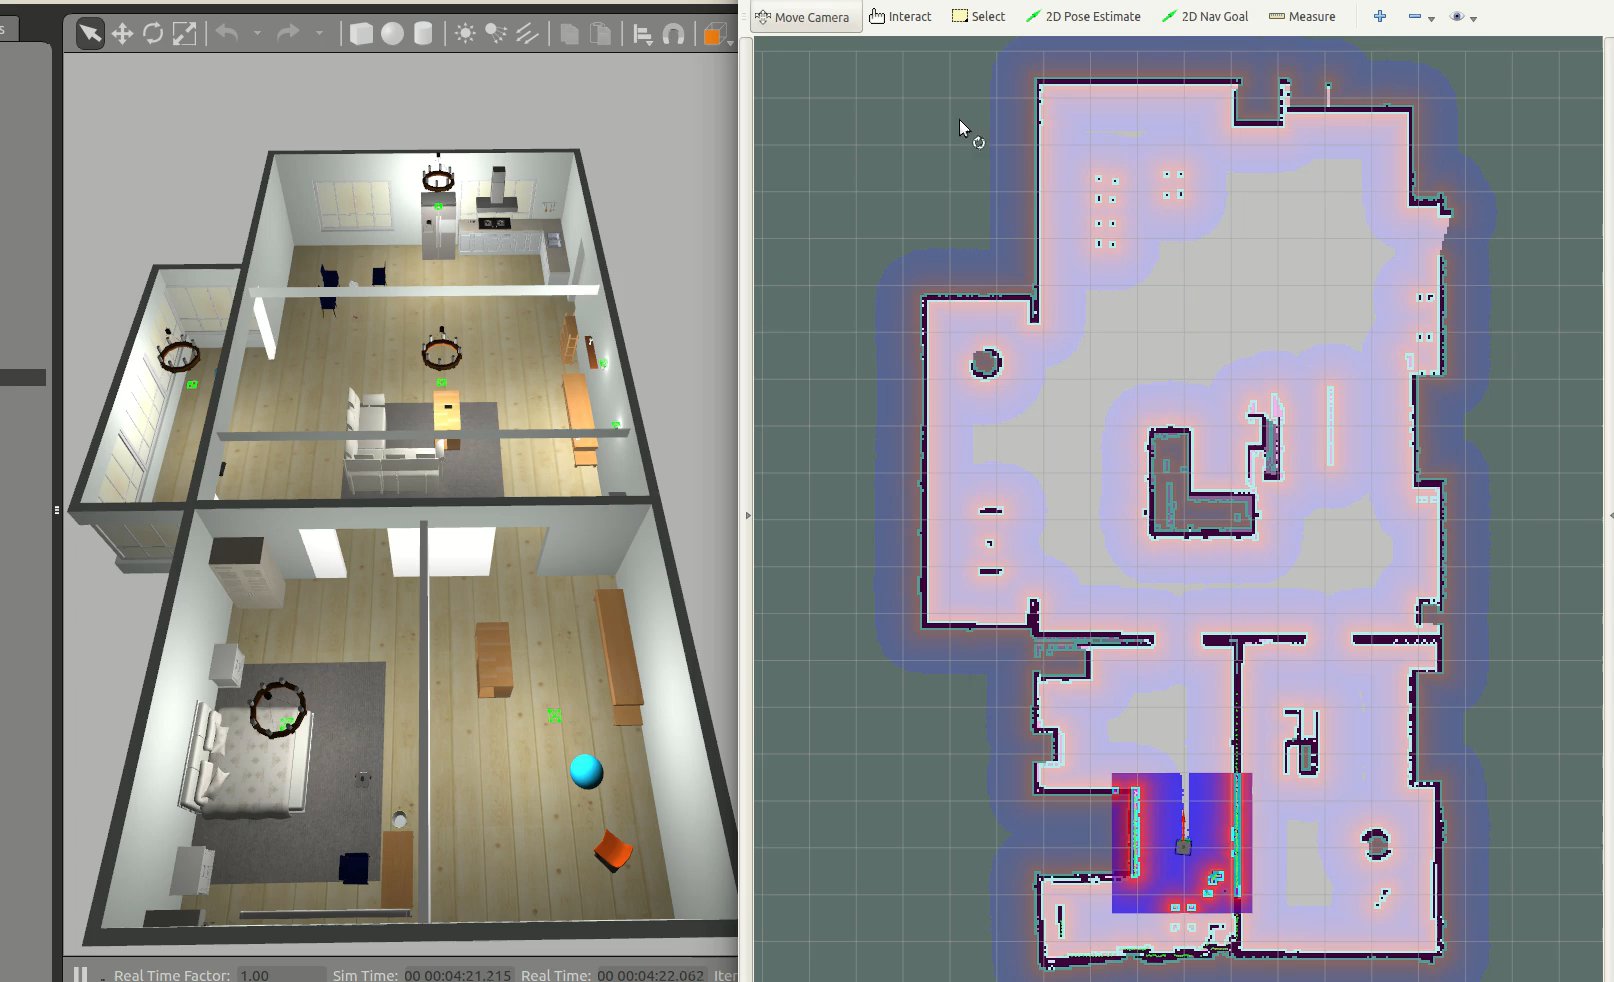 s
Move Camera
Interact
Select
2D Pose Estimate
2D Nav Goal
Measure
Real Time Factor: 1.00 Sim Time: 00 00:04:21.215 Real Time: 00 00:04:22.062 Iter